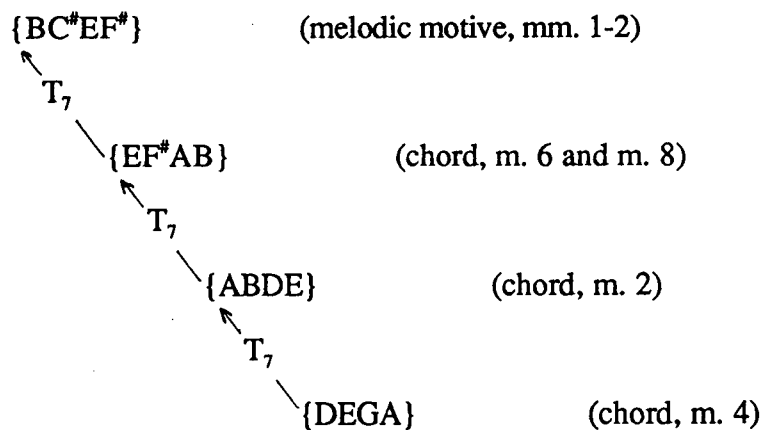 {BC#EF#} (melodic motive, mm. 1-2)
T₇
{EF#AB} (chord, m. 6 and m. 8)
T₇
{ABDE} (chord, m. 2)
T₇
{DEGA} (chord, m. 4)